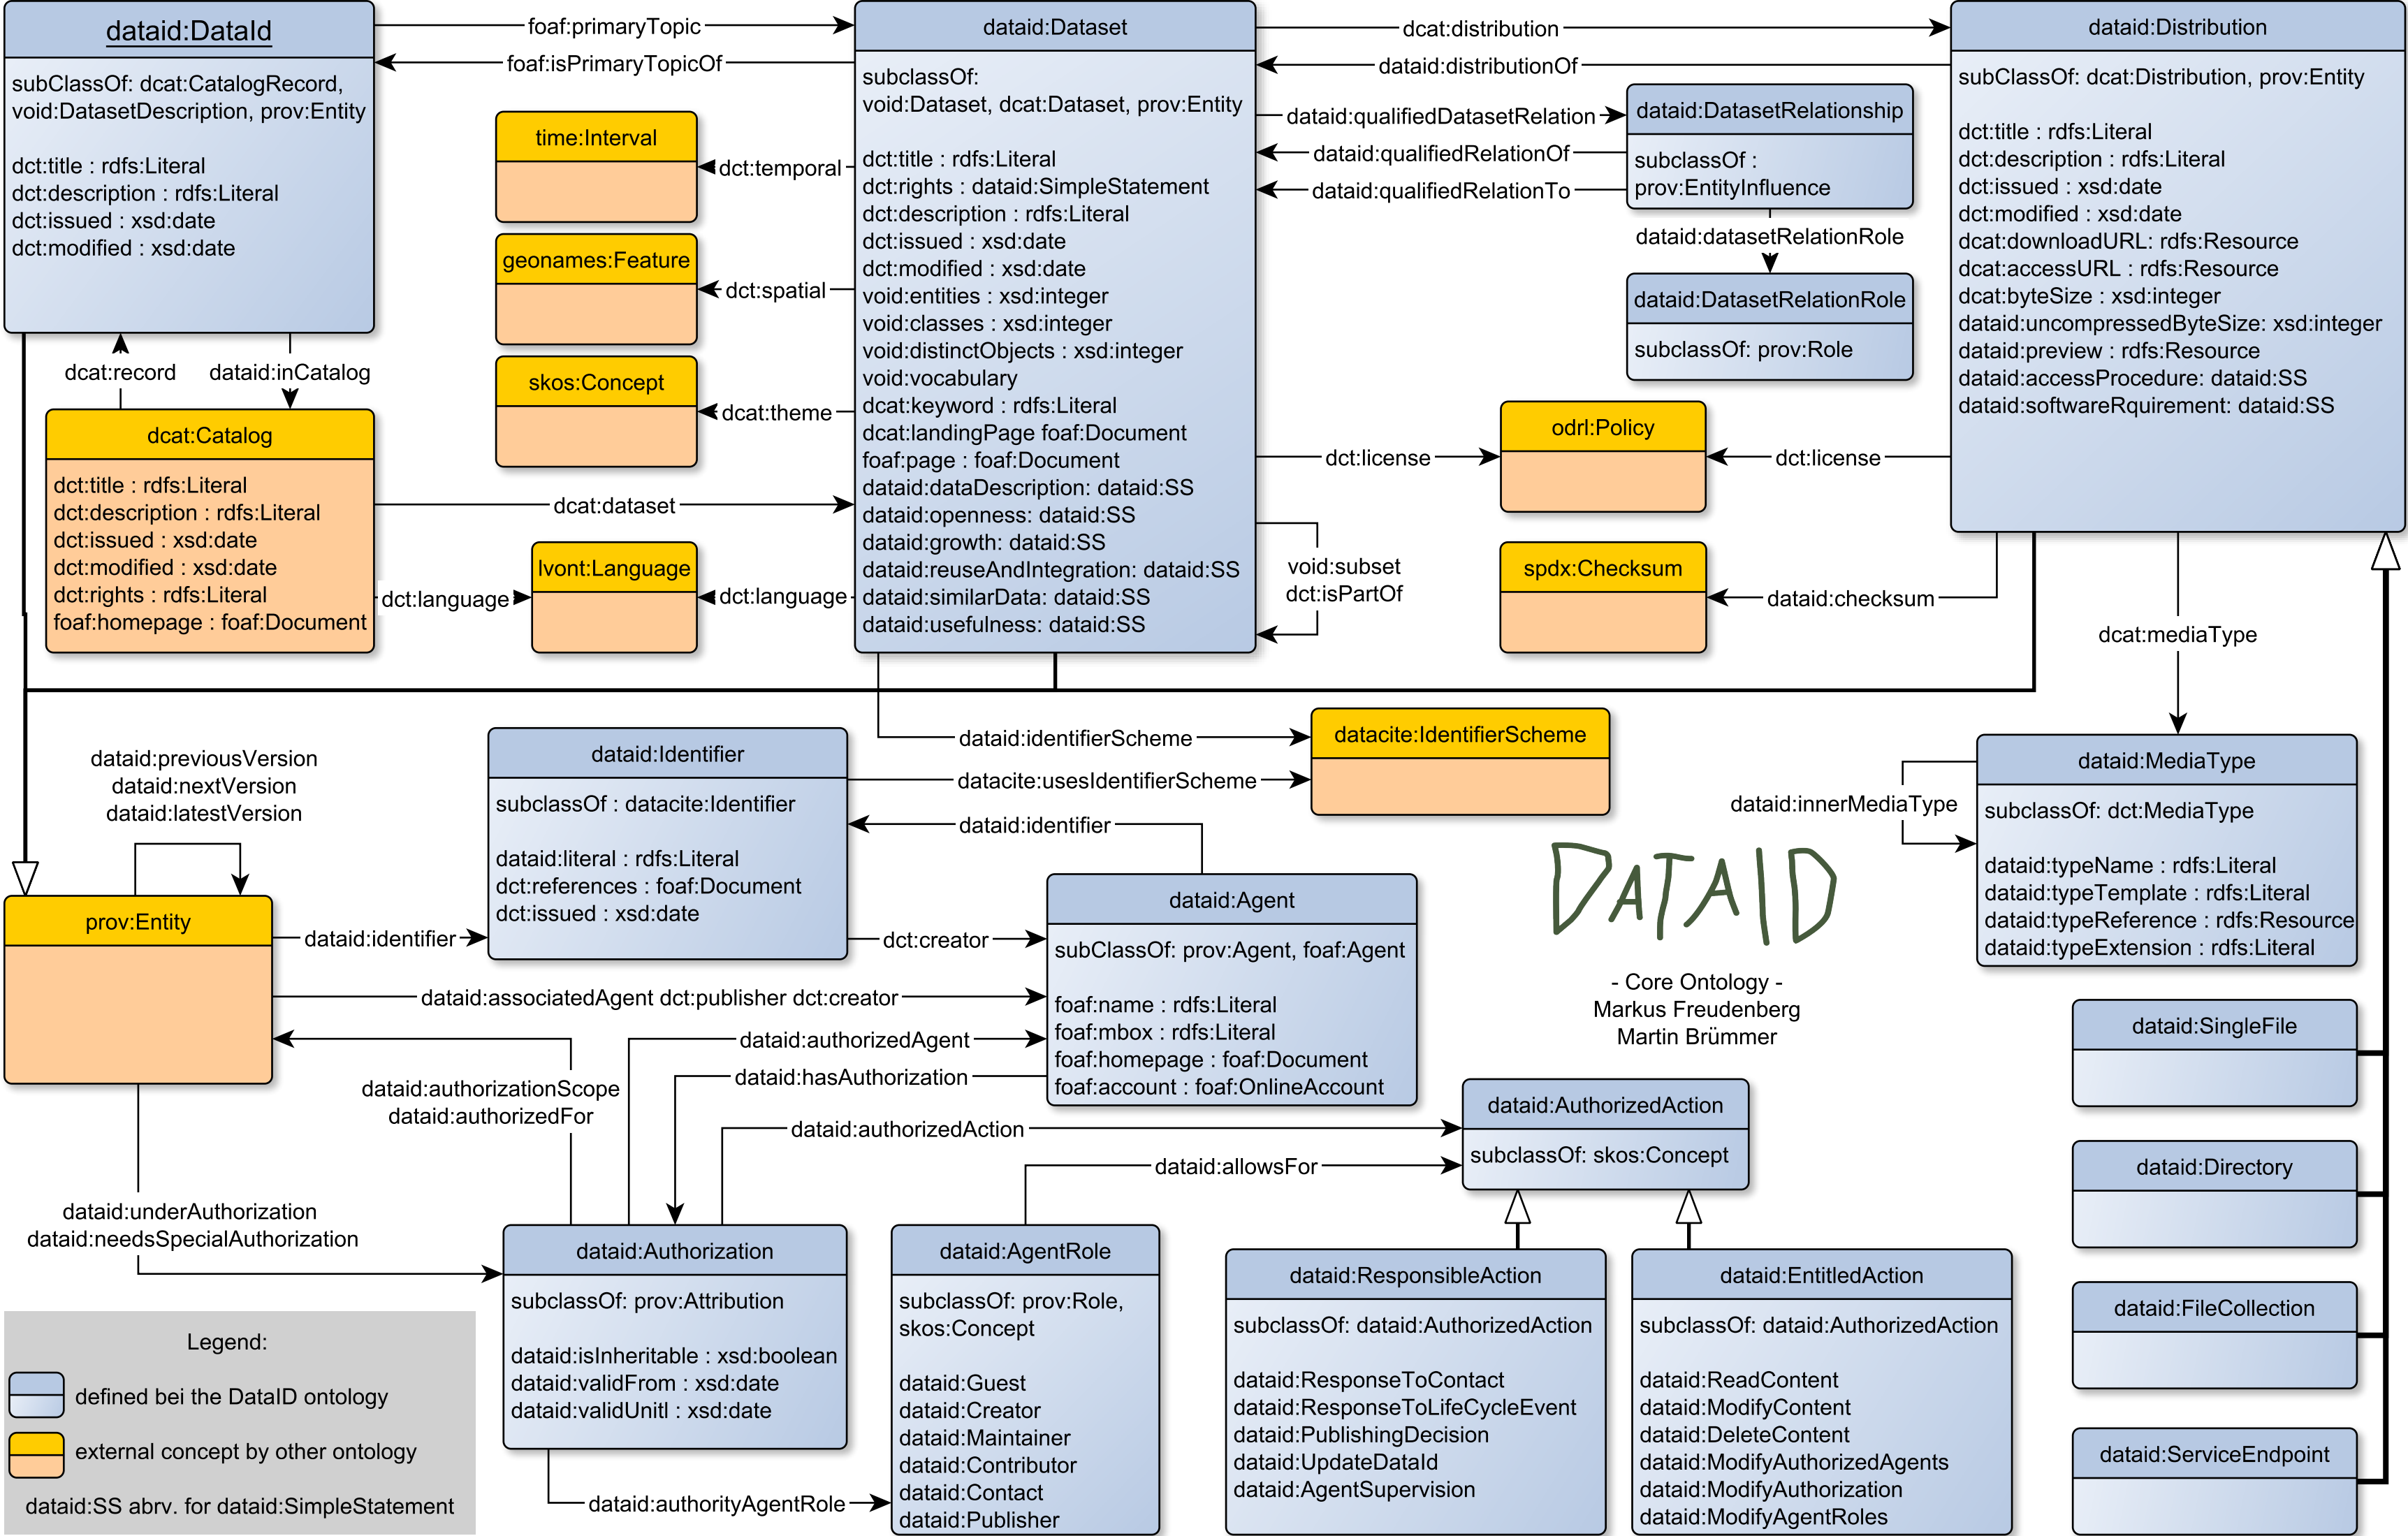 dataid:DataId
subClassOf: dcat:CatalogRecord,
void:DatasetDescription, prov:Entity
dct:title : rdfs:Literal
dct:description : rdfs:Literal
dct:issued : xsd:date
dct:modified : xsd:date
foaf:primaryTopic
foaf:isPrimaryTopicOf
dataid:Dataset
subclassOf:
void:Dataset, dcat:Dataset, prov:Entity
dct:title : rdfs:Literal
dct:rights : dataid:SimpleStatement
dct:description : rdfs:Literal
dct:issued : xsd:date
dct:modified : xsd:date
void:entities : xsd:integer
void:classes : xsd:integer
void:distinctObjects : xsd:integer
void:vocabulary
dcat:keyword : rdfs:Literal
dcat:landingPage foaf:Document
foaf:page : foaf:Document
dataid:dataDescription: dataid:SS
dataid:openness: dataid:SS
dataid:growth: dataid:SS
dataid:reuseAndIntegration: dataid:SS
dataid:similarData: dataid:SS
dataid:usefulness: dataid:SS
dcat:distribution
dataid:distributionOf
dataid:qualifiedDatasetRelation
dataid:qualifiedRelationOf
dataid:qualifiedRelationTo
dataid:DatasetRelationship
subclassOf :
prov:EntityInfluence
dataid:datasetRelationRole
dataid:DatasetRelationRole
subclassOf: prov:Role
dataid:Distribution
subClassOf: dcat:Distribution, prov:Entity
dct:title : rdfs:Literal
dct:description : rdfs:Literal
dct:issued : xsd:date
dct:modified : xsd:date
dcat:downloadURL: rdfs:Resource
dcat:accessURL : rdfs:Resource
dcat:byteSize : xsd:integer
dataid:uncompressedByteSize: xsd:integer
dataid:preview : rdfs:Resource
dataid:accessProcedure: dataid:SS
dataid:softwareRquirement: dataid:SS
time:Interval
dct:temporal
geonames:Feature
dct:spatial
skos:Concept
dcat:theme
dcat:record
dataid:inCatalog
dcat:Catalog
dct:title : rdfs:Literal
dct:description : rdfs:Literal
dct:issued : xsd:date
dct:modified : xsd:date
dct:rights : rdfs:Literal
foaf:homepage : foaf:Document
dcat:dataset
dct:language
lvont:Language
dct:language
dct:license
odrl:Policy
dct:license
void:subset
dct:isPartOf
spdx:Checksum
dataid:checksum
dcat:mediaType
dataid:previousVersion
dataid:nextVersion
dataid:latestVersion
prov:Entity
dataid:identifier
dataid:Identifier
subclassOf : datacite:Identifier
dataid:literal : rdfs:Literal
dct:references : foaf:Document
dct:issued : xsd:date
dataid:identifierScheme
datacite:usesIdentifierScheme
datacite:IdentifierScheme
dataid:identifier
dct:creator
dataid:Agent
subClassOf: prov:Agent, foaf:Agent
foaf:name : rdfs:Literal
foaf:mbox : rdfs:Literal
foaf:homepage : foaf:Document
foaf:account : foaf:OnlineAccount
dataid:associatedAgent dct:publisher dct:creator
dataid:authorizedAgent
dataid:hasAuthorization
dataid:authorizationScope
dataid:authorizedFor
dataid:innerMediaType
dataid:MediaType
subclassOf: dct:MediaType
dataid:typeName : rdfs:Literal
dataid:typeTemplate : rdfs:Literal
dataid:typeReference : rdfs:Resource
dataid:typeExtension : rdfs:Literal
DATAID
- Core Ontology -
Markus Freudenberg
Martin Brümmer
dataid:authorizedAction
dataid:allowsFor
dataid:AuthorizedAction
subclassOf: skos:Concept
dataid:SingleFile
dataid:Directory
dataid:FileCollection
dataid:ServiceEndpoint
dataid:underAuthorization
dataid:needsSpecialAuthorization
dataid:Authorization
subclassOf: prov:Attribution
dataid:isInheritable : xsd:boolean
dataid:validFrom : xsd:date
dataid:validUnitl : xsd:date
dataid:authorityAgentRole
dataid:AgentRole
subclassOf: prov:Role,
skos:Concept
dataid:Guest
dataid:Creator
dataid:Maintainer
dataid:Contributor
dataid:Contact
dataid:Publisher
dataid:ResponsibleAction
subclassOf: dataid:AuthorizedAction
dataid:ResponseToContact
dataid:ResponseToLifeCycleEvent
dataid:PublishingDecision
dataid:UpdateDataId
dataid:AgentSupervision
dataid:EntitledAction
subclassOf: dataid:AuthorizedAction
dataid:ReadContent
dataid:ModifyContent
dataid:DeleteContent
dataid:ModifyAuthorizedAgents
dataid:ModifyAuthorization
dataid:ModifyAgentRoles
Legend:
defined bei the DataID ontology
external concept by other ontology
dataid:SS abrv. for dataid:SimpleStatement